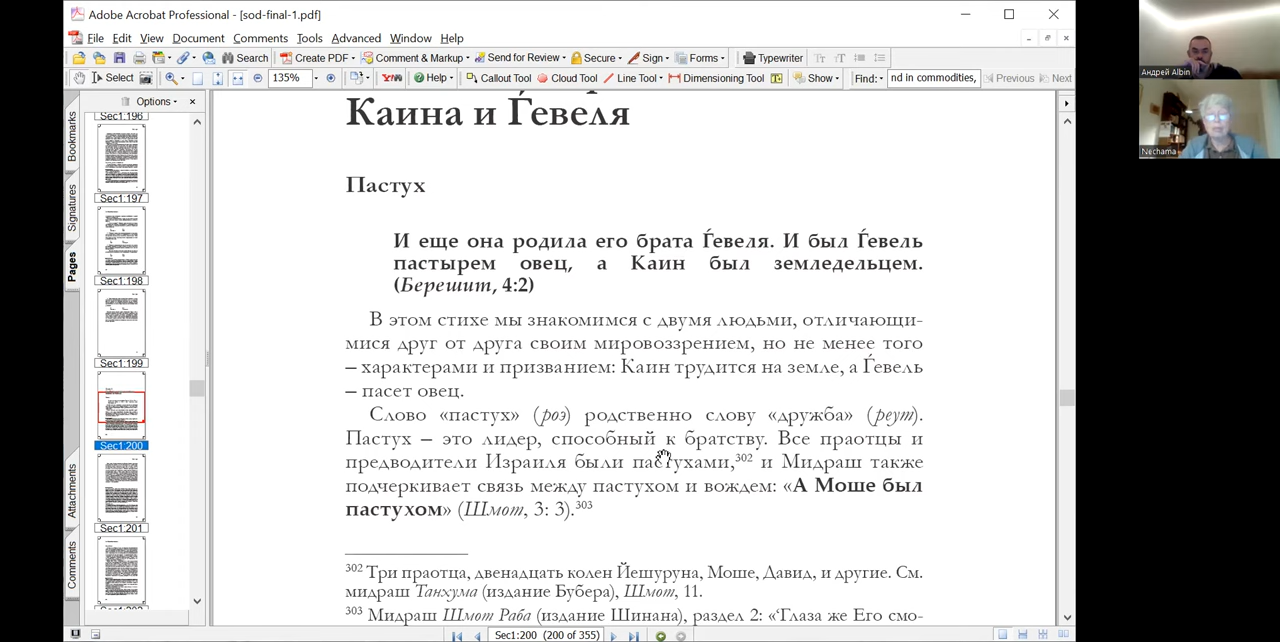 Adobe Acrobat Professional - [sod-final-1.pdf]
File Edit View Document Comments Tools Advanced Window Help
Search Create PDF Comment & Markup Send for Review Secure Sign Forms Typewriter
Select 135% Help Callout Tool Cloud Tool Line Tool Dimensioning Tool Show Find: nd in commodities, Previous Next
Options
Bookmarks
Signatures
Pages
Attachments
Comments
Sec1:196
Sec1:197
Sec1:198
Sec1:199
Sec1:200
Sec1:201
Каина и Ѓевеля
Пастух
И еще она родила его брата Ѓевеля. И был Ѓевель
пастырем овец, а Каин был земледельцем.
(Берешит, 4:2)
В этом стихе мы знакомимся с двумя людьми, отличающи-
мися друг от друга своим мировоззрением, но не менее того
– характерами и призванием: Каин трудится на земле, а Ѓевель
– пасет овец.
Слово «пастух» (роэ) родственно слову «дружба» (реут).
Пастух – это лидер, способный к братству. Все праотцы и
предводители Израиля были пастухами,302 и Мидраш также
подчеркивает связь между пастухом и вождем: «А Моше был
пастухом» (Шмот, 3: 3).303
302 Три праотца, двенадцать колен Йешуруна, Моше, Давид, и другие. См.
мидраш Танхума (издание Бубера), Шмот, 11.
303 Мидраш Шмот Раба (издание Шинана), раздел 2: «‘Глаза же Его смо-
Sec1:200 (200 of 355)
Андрей Albin
Nechama